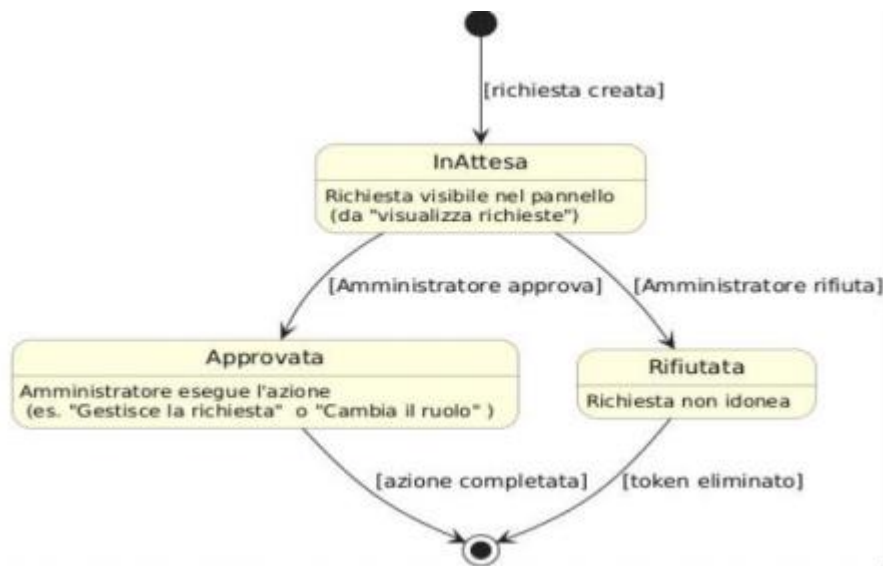 [richiesta creata]
InAttesa
Richiesta visibile nel pannello
(da "visualizza richieste")
[Amministratore approva]
[Amministratore rifiuta]
Approvata
Amministratore esegue l'azione
(es. "Gestisce la richiesta" o "Cambia il ruolo" )
Rifiutata
Richiesta non idonea
[azione completata]
[token eliminato]